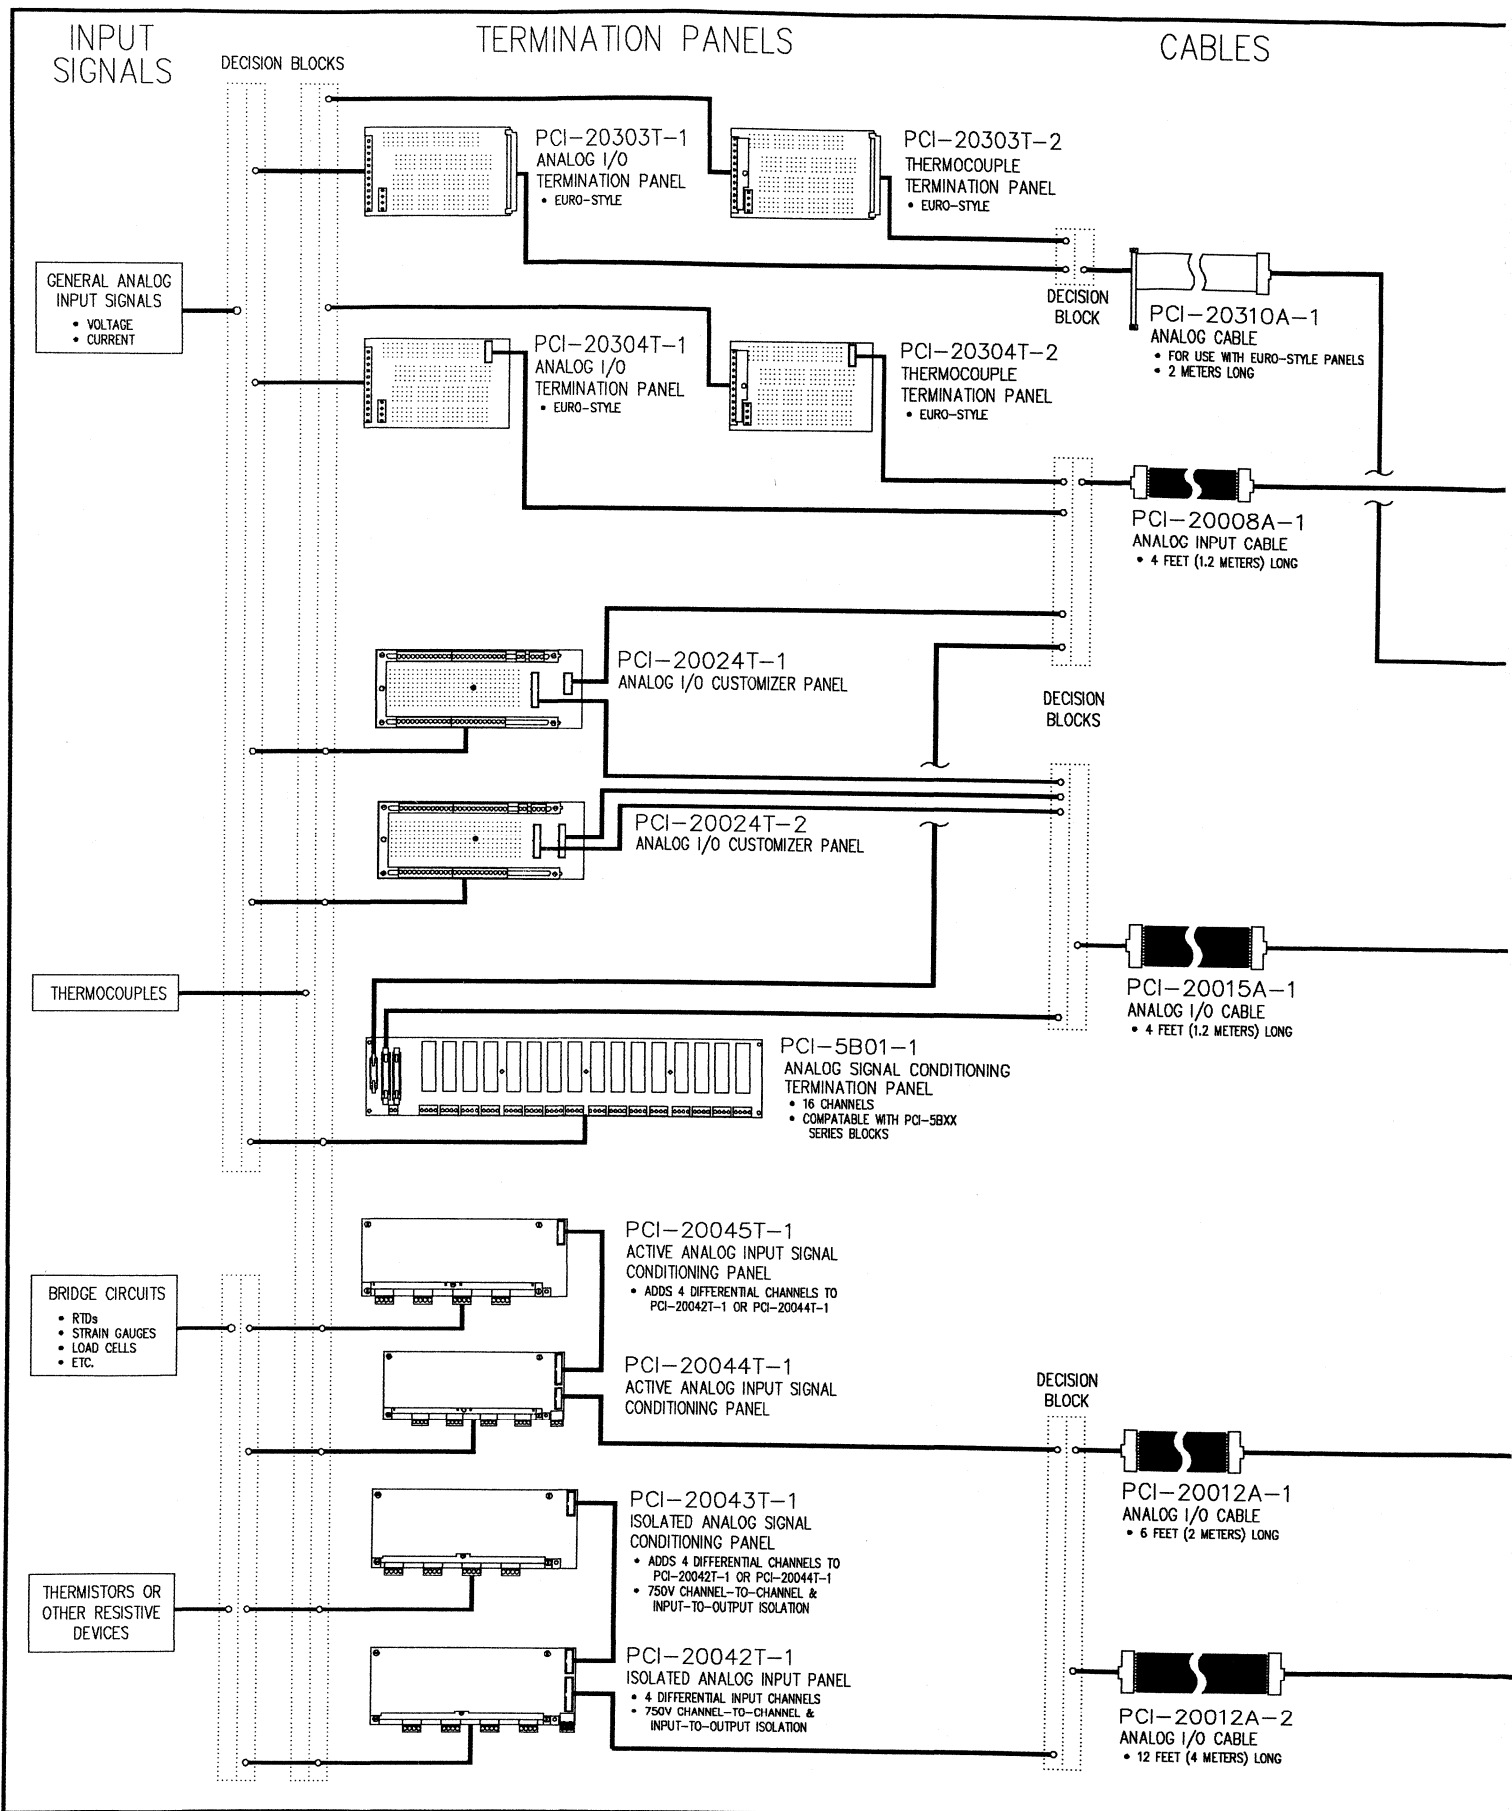 INPUT
SIGNALS
TERMINATION PANELS
CABLES
DECISION BLOCKS
PCI-20303T-1
ANALOG I/O
TERMINATION PANEL
• EURO-STYLE
PCI-20303T-2
THERMOCOUPLE
TERMINATION PANEL
• EURO-STYLE
GENERAL ANALOG
INPUT SIGNALS
• VOLTAGE
• CURRENT
DECISION
BLOCK
PCI-20310A-1
ANALOG CABLE
• FOR USE WITH EURO-STYLE PANELS
• 2 METERS LONG
PCI-20304T-1
ANALOG I/O
TERMINATION PANEL
• EURO-STYLE
PCI-20304T-2
THERMOCOUPLE
TERMINATION PANEL
• EURO-STYLE
PCI-20008A-1
ANALOG INPUT CABLE
• 4 FEET (1.2 METERS) LONG
PCI-20024T-1
ANALOG I/O CUSTOMIZER PANEL
DECISION
BLOCKS
PCI-20024T-2
ANALOG I/O CUSTOMIZER PANEL
THERMOCOUPLES
PCI-20015A-1
ANALOG I/O CABLE
• 4 FEET (1.2 METERS) LONG
PCI-5B01-1
ANALOG SIGNAL CONDITIONING
TERMINATION PANEL
• 16 CHANNELS
• COMPATABLE WITH PCI-5BXX
SERIES BLOCKS
PCI-20045T-1
ACTIVE ANALOG INPUT SIGNAL
CONDITIONING PANEL
• ADDS 4 DIFFERENTIAL CHANNELS TO
PCI-20042T-1 OR PCI-20044T-1
BRIDGE CIRCUITS
• RTDs
• STRAIN GAUGES
• LOAD CELLS
• ETC.
PCI-20044T-1
ACTIVE ANALOG INPUT SIGNAL
CONDITIONING PANEL
DECISION
BLOCK
PCI-20012A-1
ANALOG I/O CABLE
• 6 FEET (2 METERS) LONG
PCI-20043T-1
ISOLATED ANALOG SIGNAL
CONDITIONING PANEL
• ADDS 4 DIFFERENTIAL CHANNELS TO
PCI-20042T-1 OR PCI-20044T-1
• 750V CHANNEL-TO-CHANNEL &
INPUT-TO-OUTPUT ISOLATION
THERMISTORS OR
OTHER RESISTIVE
DEVICES
PCI-20042T-1
ISOLATED ANALOG INPUT PANEL
• 4 DIFFERENTIAL INPUT CHANNELS
• 750V CHANNEL-TO-CHANNEL &
INPUT-TO-OUTPUT ISOLATION
PCI-20012A-2
ANALOG I/O CABLE
• 12 FEET (4 METERS) LONG